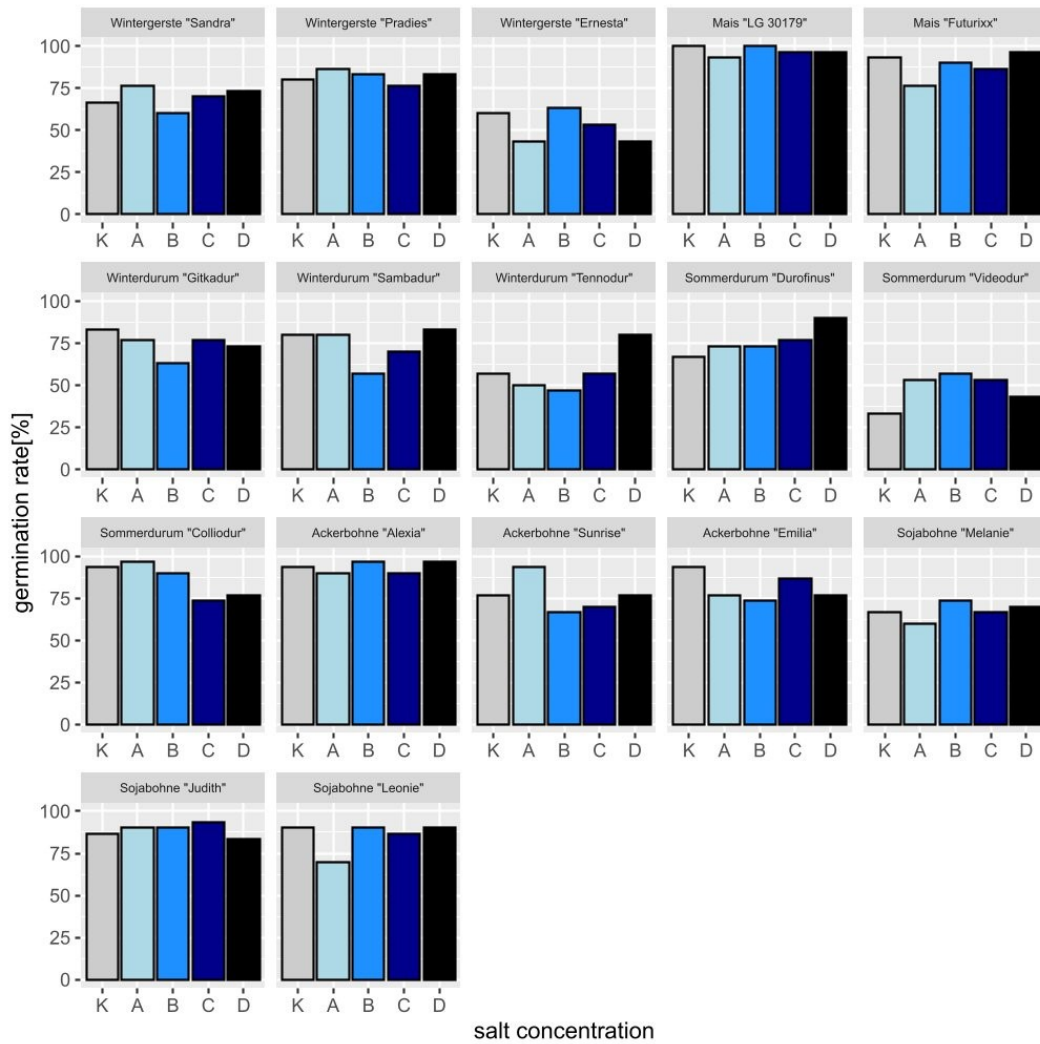 Wintergerste "Sandra" Wintergerste "Pradies" Wintergerste "Ernesta" Mais "LG 30179" Mais "Futurixx"
100
75
50
25
0
K A B C D K A B C D K A B C D K A B C D K A B C D
Winterdurum "Gitkadur" Winterdurum "Sambadur" Winterdurum "Tennodur" Sommerdurum "Durofinus" Sommerdurum "Videodur"
100
75
50
25
0
K A B C D K A B C D K A B C D K A B C D K A B C D
germination rate[%]
Sommerdurum "Colliodur" Ackerbohne "Alexia" Ackerbohne "Sunrise" Ackerbohne "Emilia" Sojabohne "Melanie"
100
75
50
25
0
K A B C D K A B C D K A B C D K A B C D K A B C D
Sojabohne "Judith" Sojabohne "Leonie"
100
75
50
25
0
K A B C D K A B C D
salt concentration